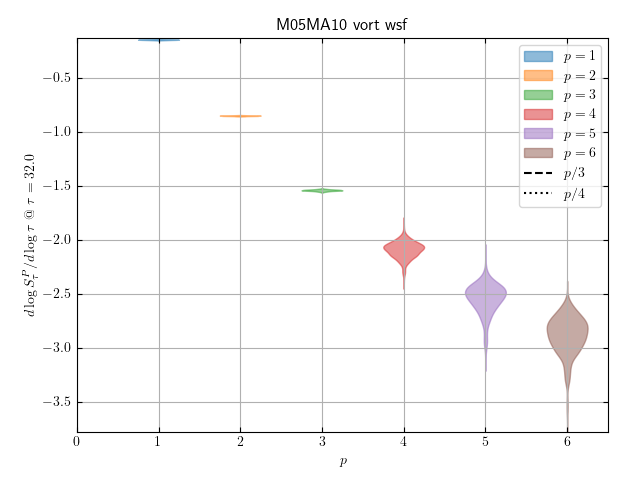 M05MA10 vort wsf
d log S_τ^P / d log τ @ τ = 32.0
−0.5
−1.0
−1.5
−2.0
−2.5
−3.0
−3.5
0 1 2 3 4 5 6
p
p = 1
p = 2
p = 3
p = 4
p = 5
p = 6
p/3
p/4